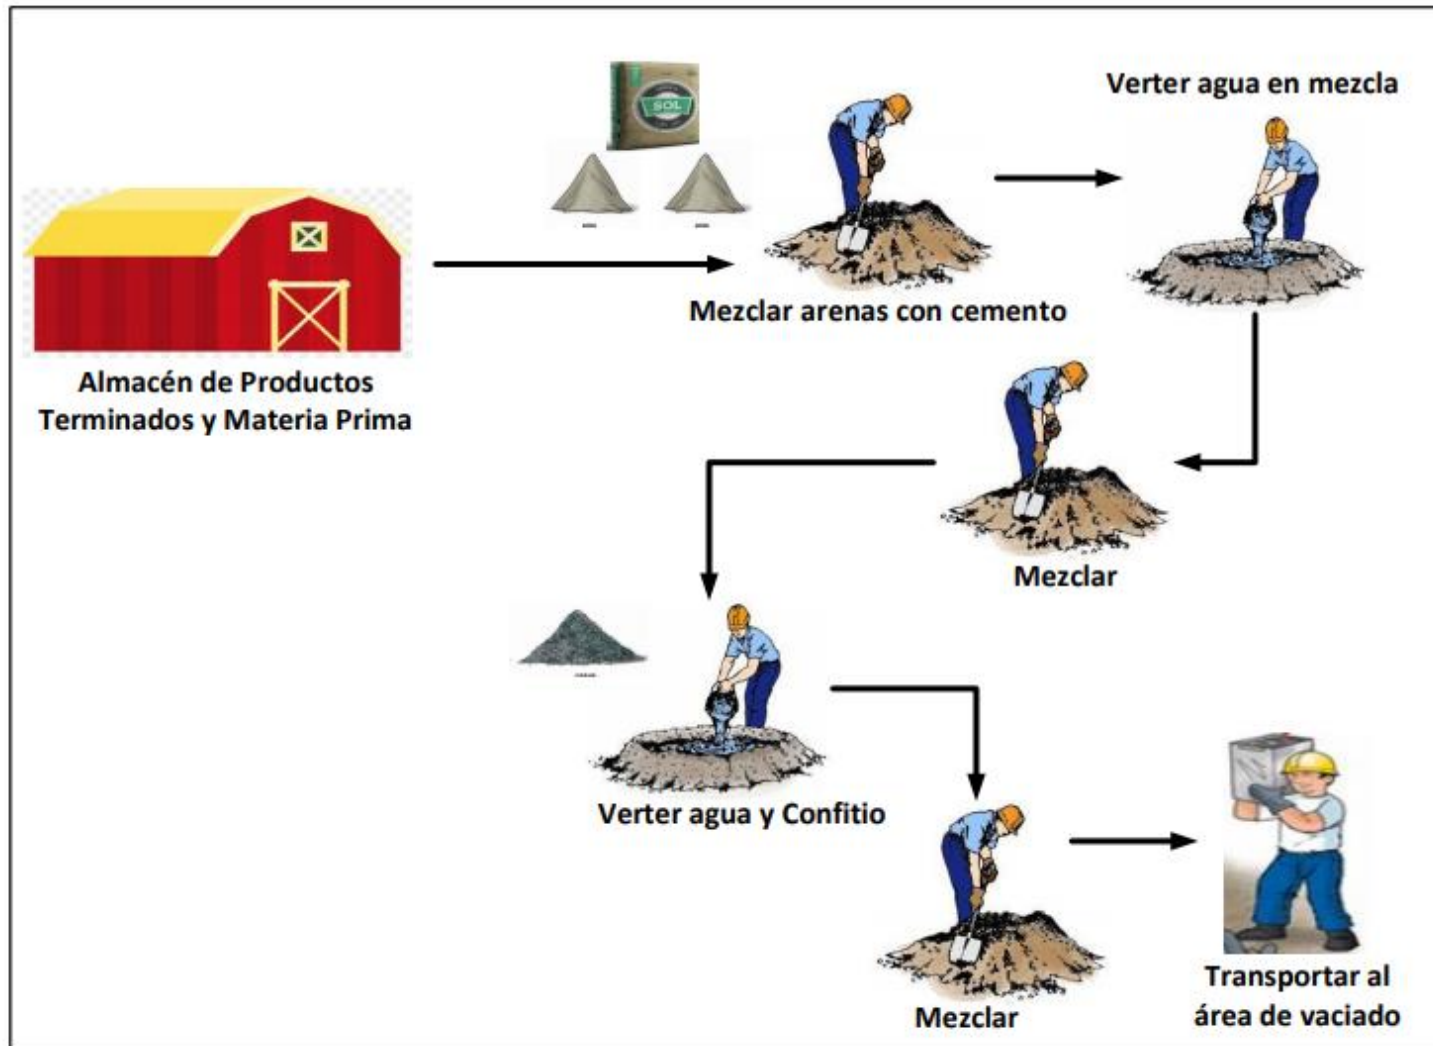 SOL
Verter agua en mezcla
Mezclar arenas con cemento
Almacén de Productos
Terminados y Materia Prima
Mezclar
Verter agua y Confitio
Mezclar
Transportar al
área de vaciado